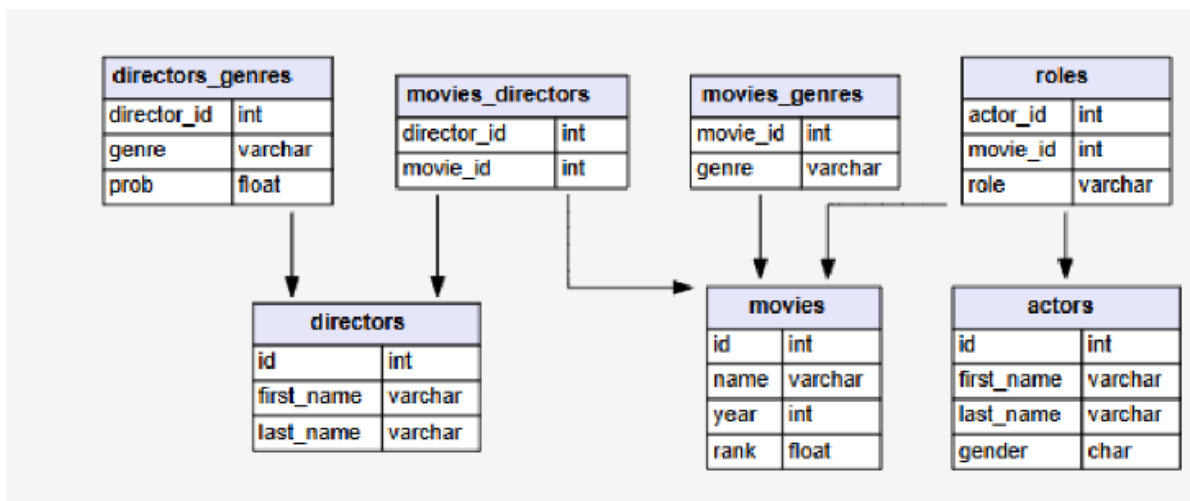 directors_genres
director_id int
genre varchar
prob float
movies_directors
director_id int
movie_id int
movies_genres
movie_id int
genre varchar
roles
actor_id int
movie_id int
role varchar
directors
id int
first_name varchar
last_name varchar
movies
id int
name varchar
year int
rank float
actors
id int
first_name varchar
last_name varchar
gender char